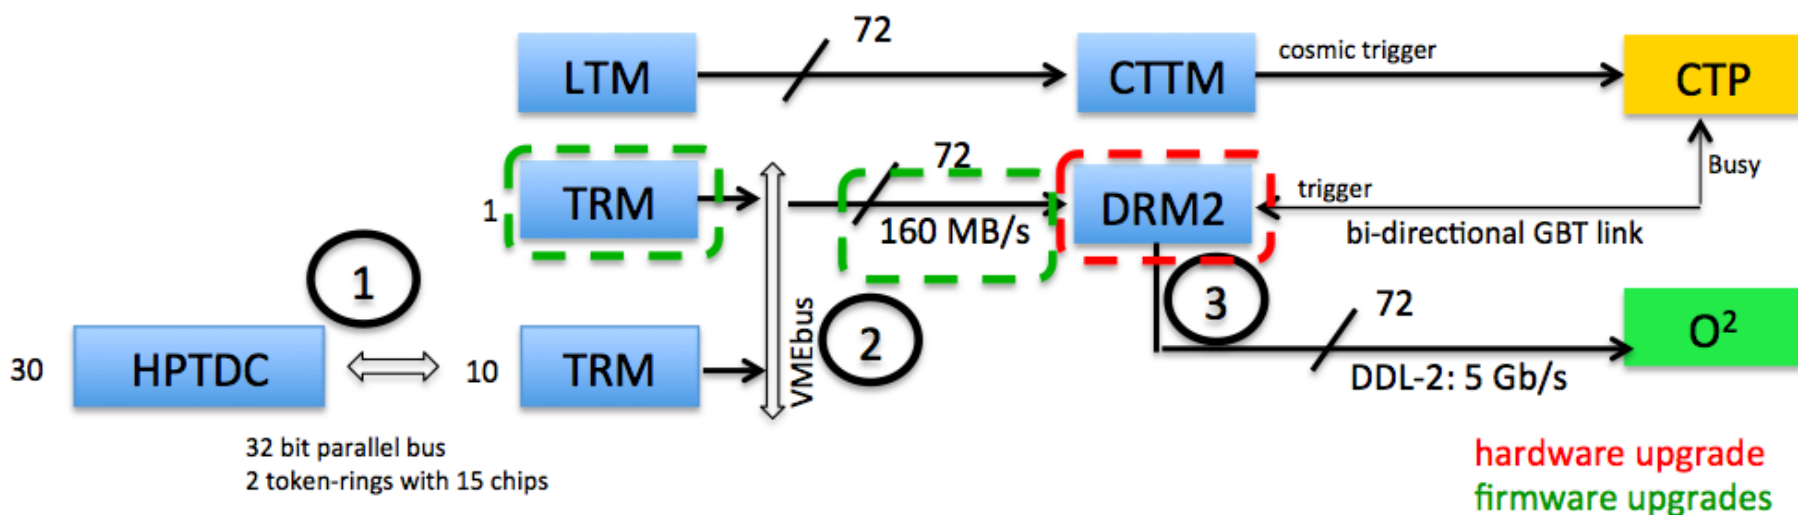 72
LTM
CTTM
cosmic trigger
CTP
1
TRM
72
160 MB/s
DRM2
trigger
Busy
bi-directional GBT link
1
2
3
VMEbus
30
HPTDC
10
TRM
72
DDL-2: 5 Gb/s
O²
32 bit parallel bus
2 token-rings with 15 chips
hardware upgrade
firmware upgrades